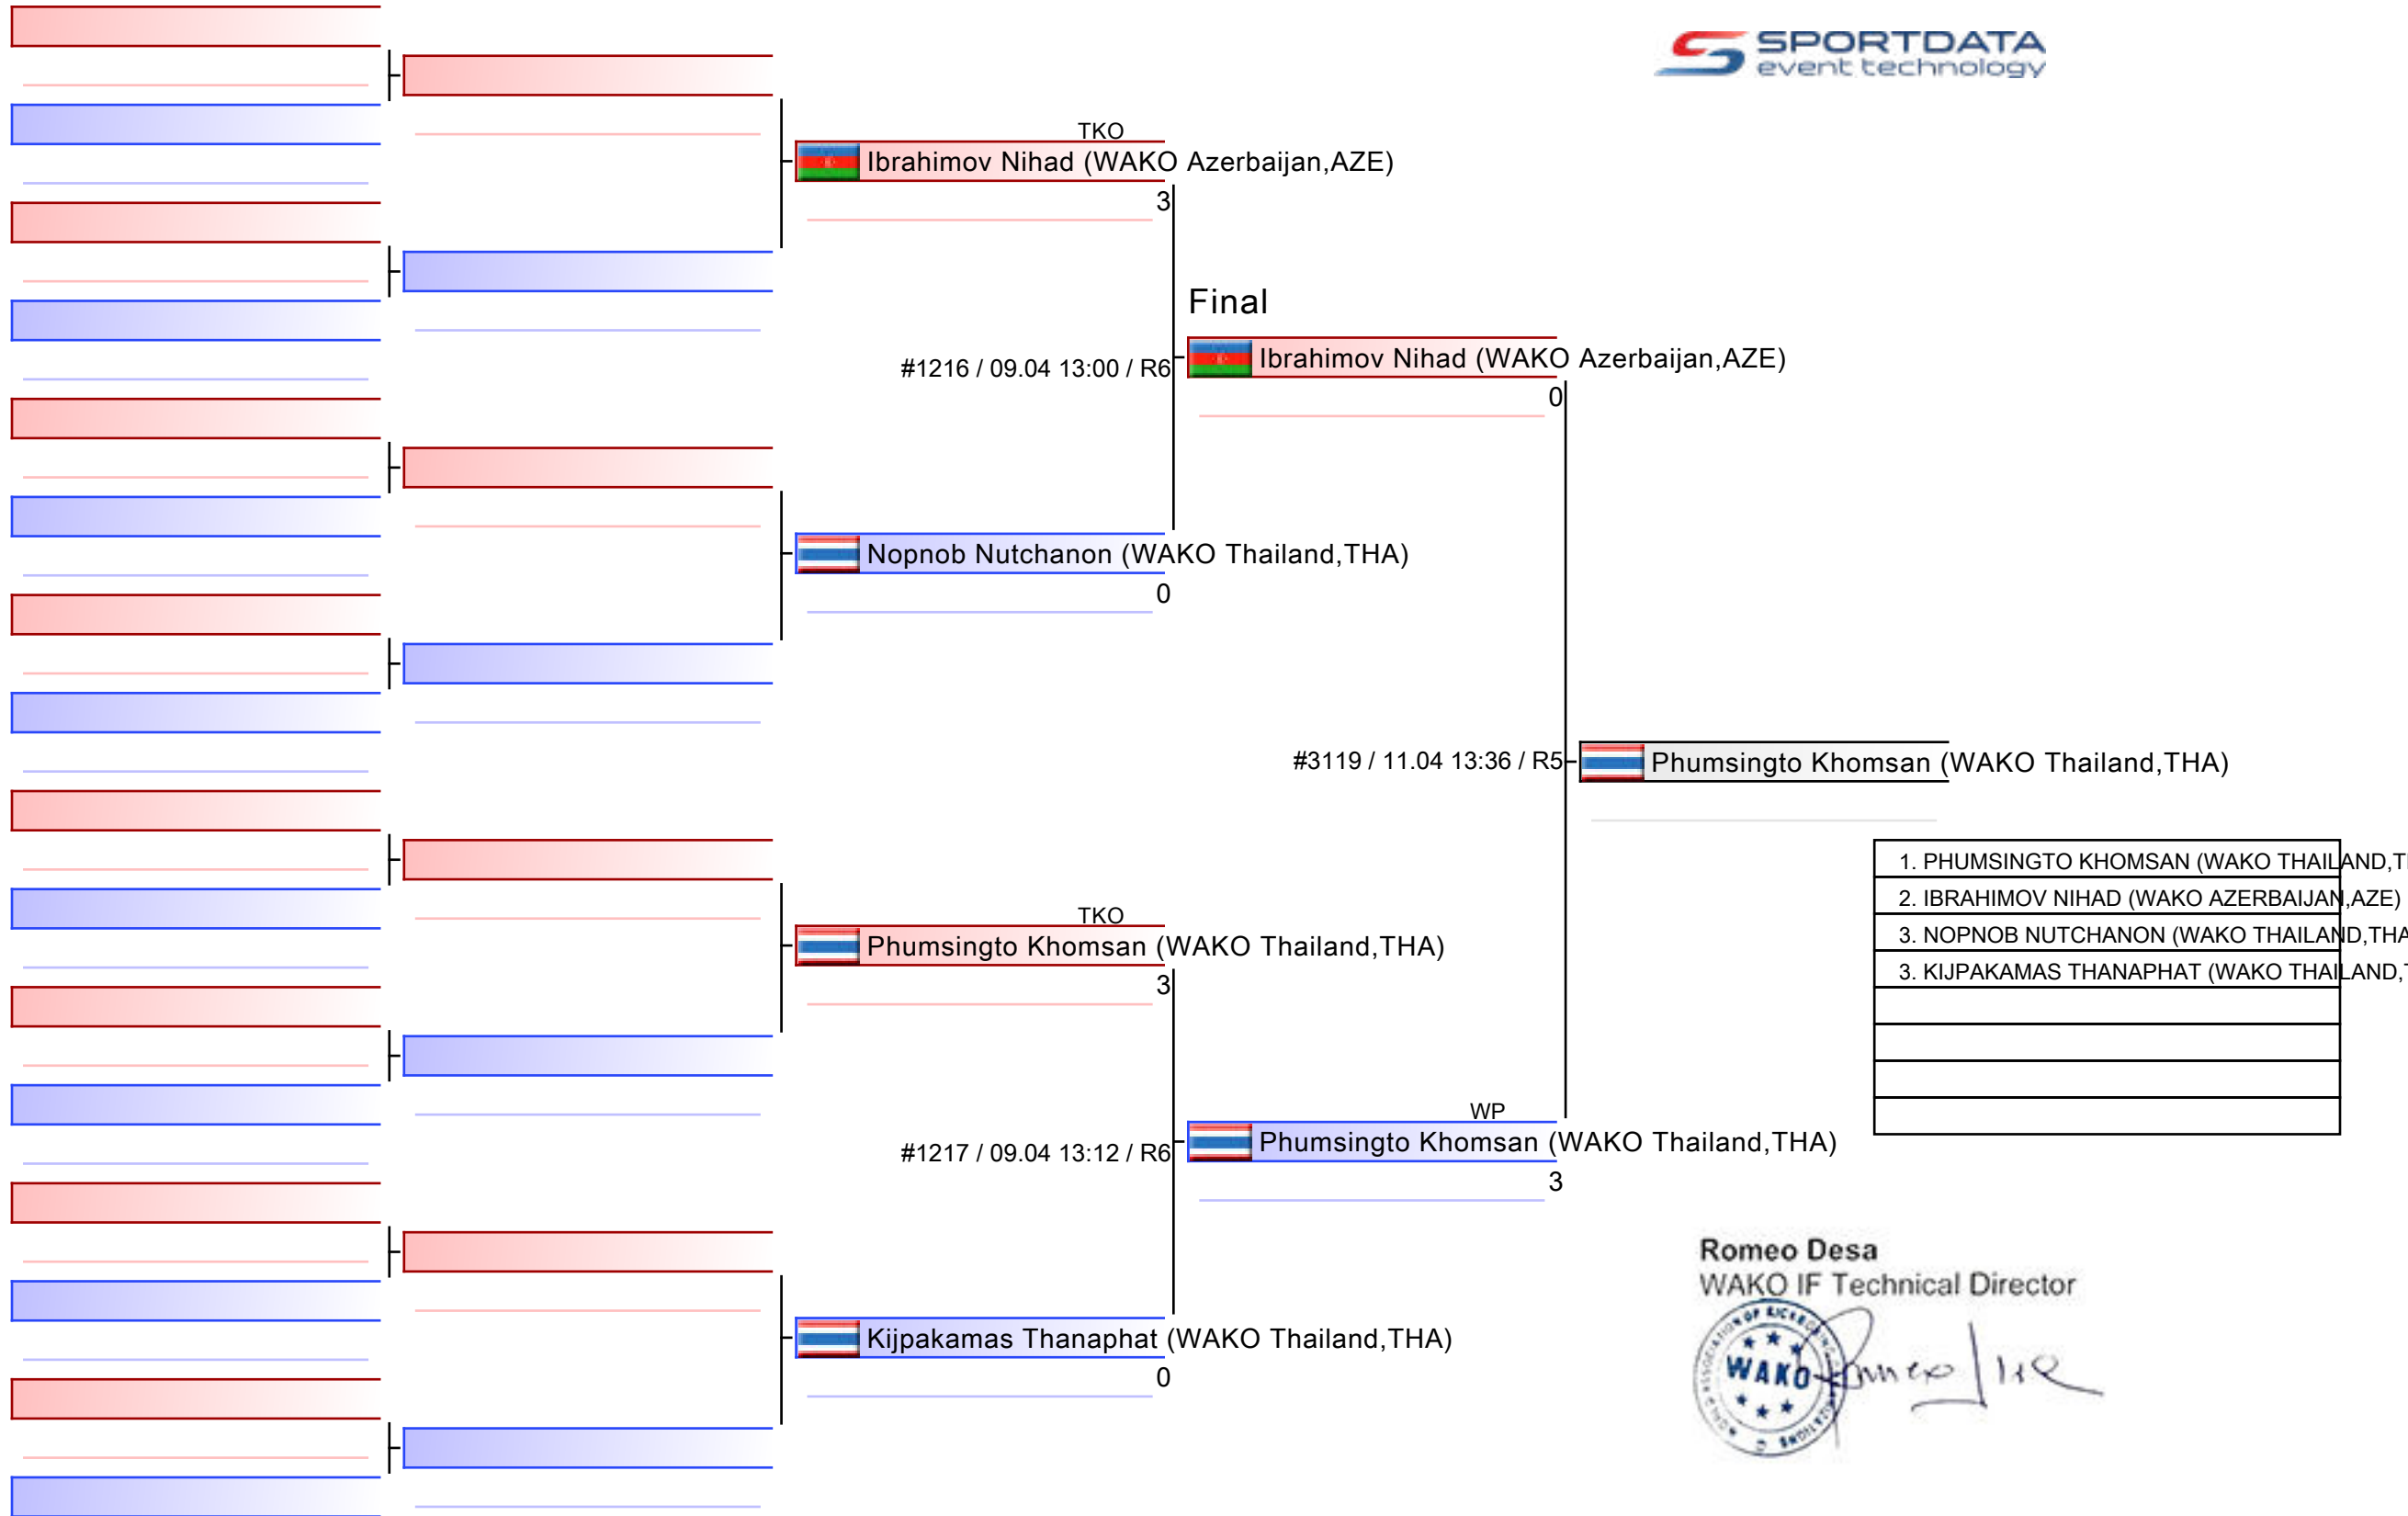 SPORTDATA
event technology
TKO
Ibrahimov Nihad (WAKO Azerbaijan,AZE)
3
Final
#1216 / 09.04 13:00 / R6
Ibrahimov Nihad (WAKO Azerbaijan,AZE)
0
Nopnob Nutchanon (WAKO Thailand,THA)
0
#3119 / 11.04 13:36 / R5
Phumsingto Khomsan (WAKO Thailand,THA)
1. PHUMSINGTO KHOMSAN (WAKO THAILAND,T
2. IBRAHIMOV NIHAD (WAKO AZERBAIJAN,AZE)
3. NOPNOB NUTCHANON (WAKO THAILAND,THA
3. KIJPAKAMAS THANAPHAT (WAKO THAILAND,
TKO
Phumsingto Khomsan (WAKO Thailand,THA)
3
#1217 / 09.04 13:12 / R6
WP
Phumsingto Khomsan (WAKO Thailand,THA)
3
Kijpakamas Thanaphat (WAKO Thailand,THA)
0
Romeo Desa
WAKO IF Technical Director
WAKO